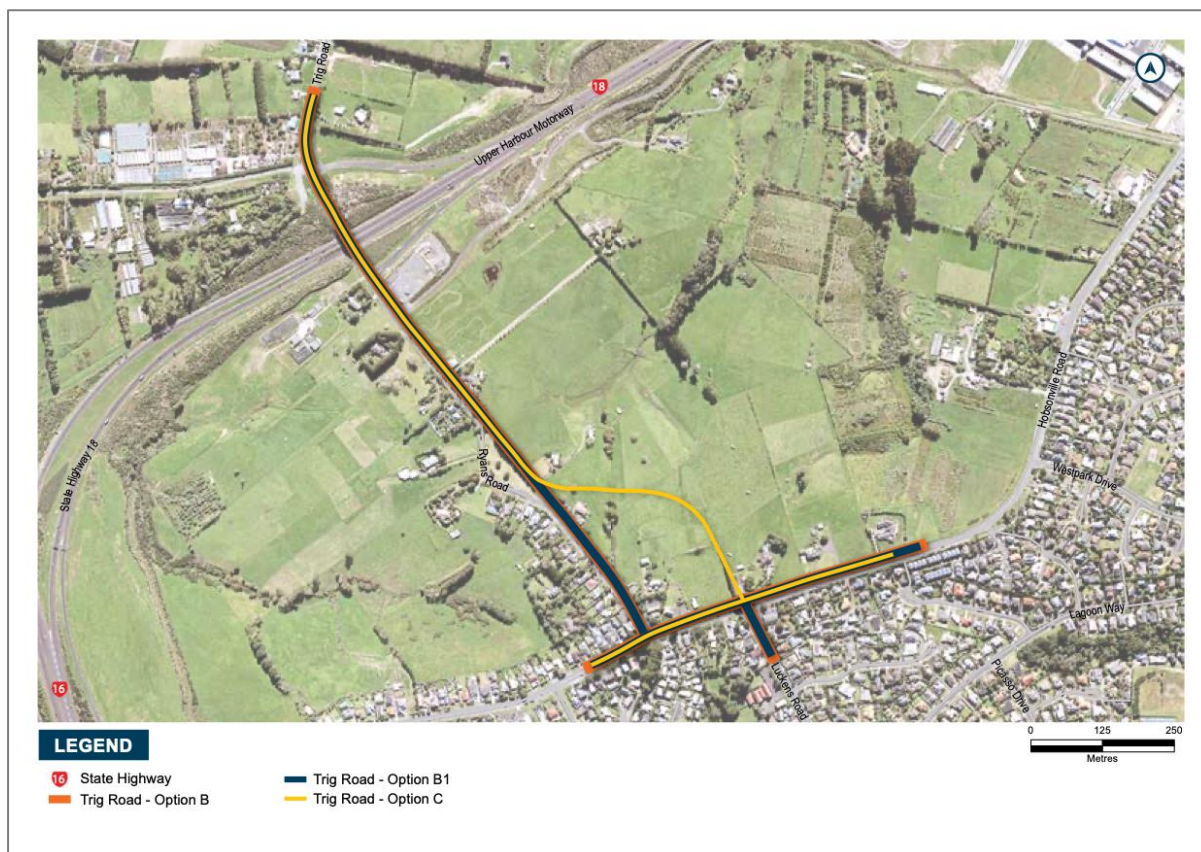 Trig Road
18
Upper Harbour Motorway
Hobsonville Road
State Highway 18
Ryans Road
Westpark Drive
Lagoon Way
Luckens Road
Picasso Drive
16
0 125 250
Metres
LEGEND
16 State Highway
Trig Road - Option B
Trig Road - Option B1
Trig Road - Option C